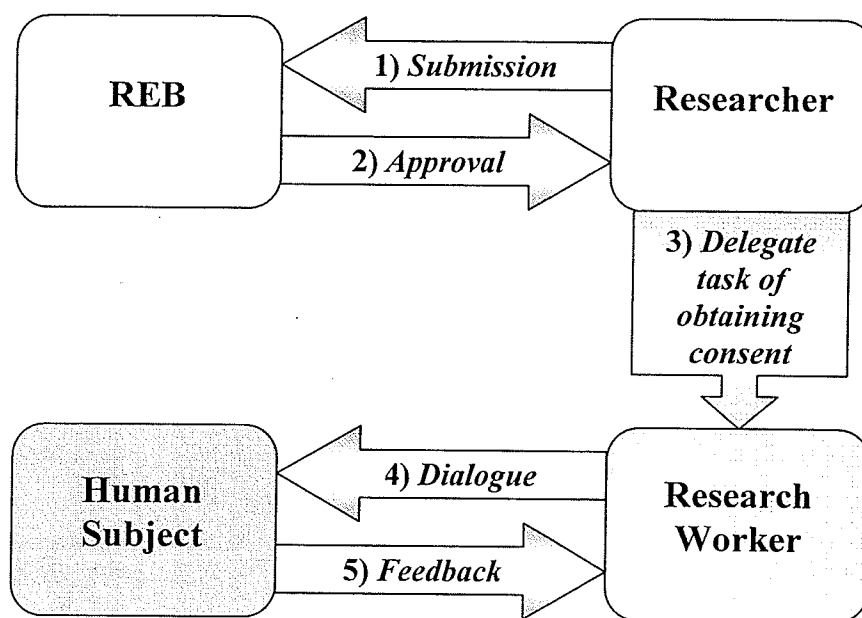 REB
1) Submission
Researcher
2) Approval
3) Delegate
task of
obtaining
consent
Human
Subject
4) Dialogue
Research
Worker
5) Feedback